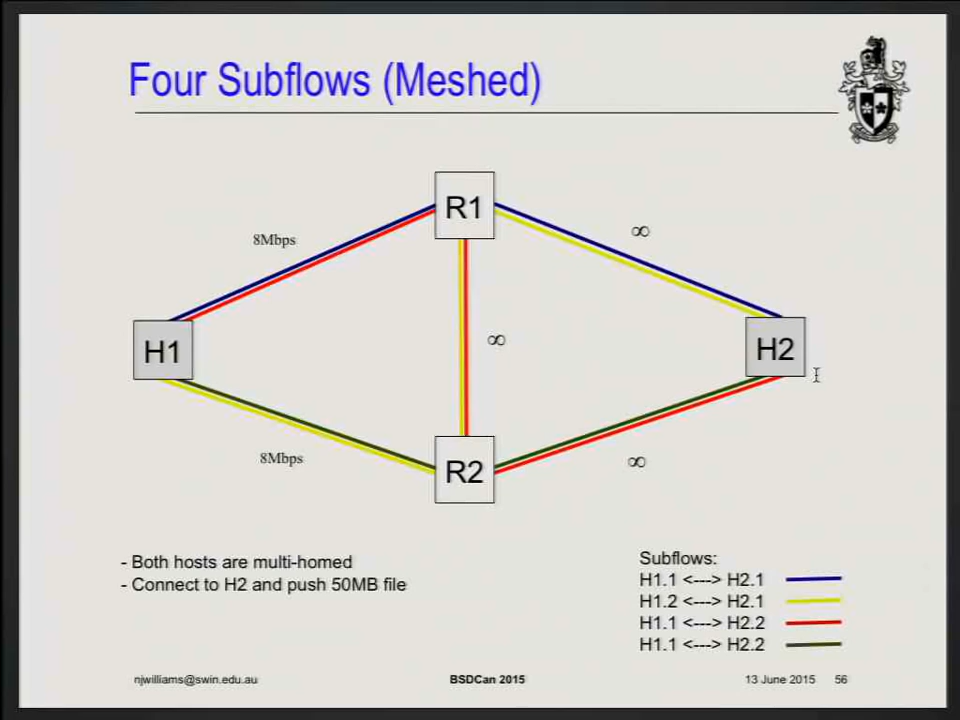 Four Subflows (Meshed)
R1
8Mbps
∞
H1
∞
H2
R2
8Mbps
∞
- Both hosts are multi-homed
- Connect to H2 and push 50MB file
Subflows:
H1.1 <---> H2.1
H1.2 <---> H2.1
H1.1 <---> H2.2
H1.1 <---> H2.2
njwilliams@swin.edu.au
BSDCan 2015
13 June 2015 56